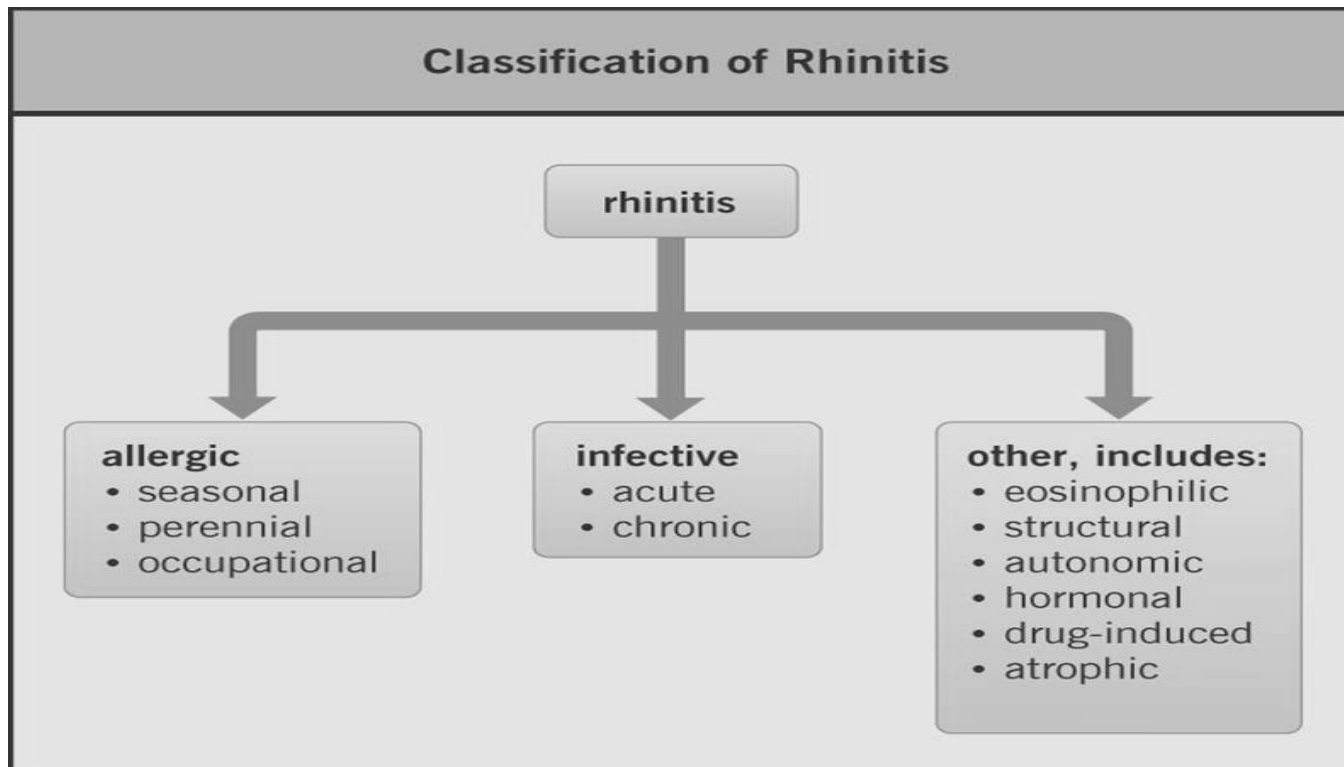 Classification of Rhinitis
rhinitis
allergic
• seasonal
• perennial
• occupational
infective
• acute
• chronic
other, includes:
• eosinophilic
• structural
• autonomic
• hormonal
• drug-induced
• atrophic